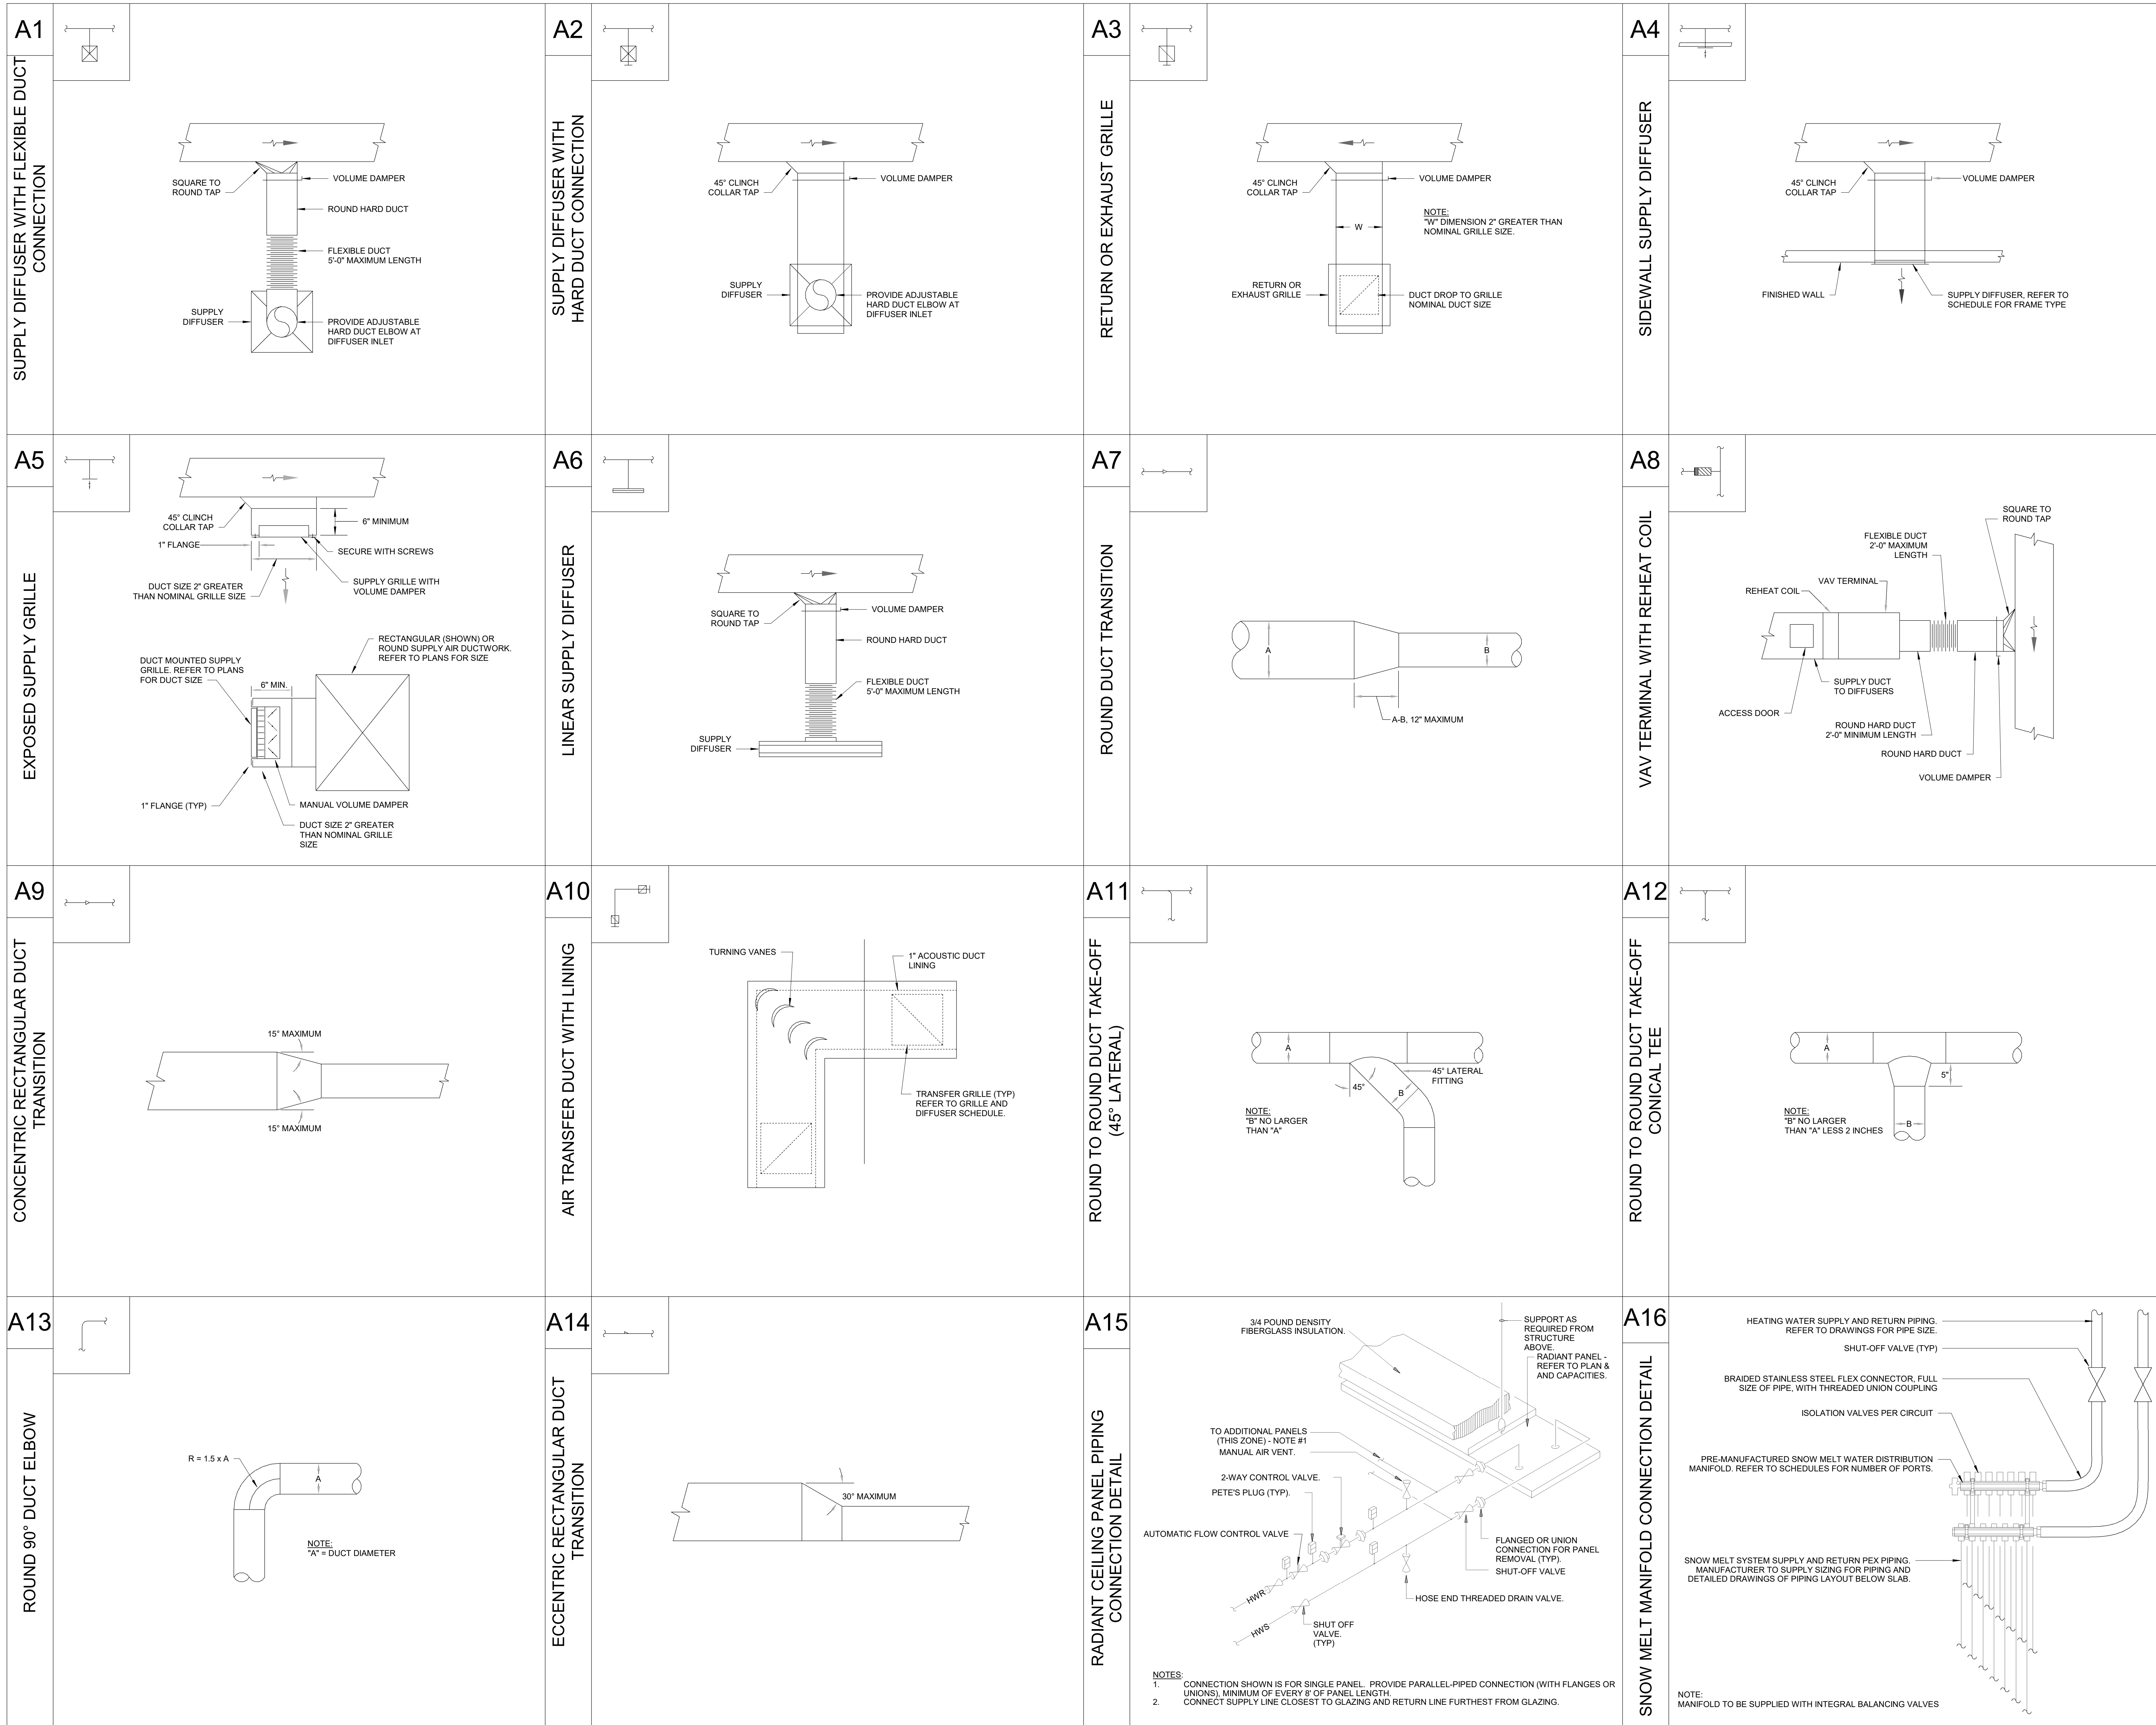 A1
SUPPLY DIFFUSER WITH FLEXIBLE DUCT
CONNECTION
SQUARE TO
ROUND TAP
VOLUME DAMPER
ROUND HARD DUCT
FLEXIBLE DUCT
5'-0" MAXIMUM LENGTH
SUPPLY
DIFFUSER
PROVIDE ADJUSTABLE
HARD DUCT ELBOW AT
DIFFUSER INLET
A2
SUPPLY DIFFUSER WITH
HARD DUCT CONNECTION
45° CLINCH
COLLAR TAP
VOLUME DAMPER
SUPPLY
DIFFUSER
PROVIDE ADJUSTABLE
HARD DUCT ELBOW AT
DIFFUSER INLET
A3
RETURN OR EXHAUST GRILLE
45° CLINCH
COLLAR TAP
VOLUME DAMPER
NOTE:
"W" DIMENSION 2" GREATER THAN
NOMINAL GRILLE SIZE.
W
RETURN OR
EXHAUST GRILLE
DUCT DROP TO GRILLE
NOMINAL DUCT SIZE
A4
SIDEWALL SUPPLY DIFFUSER
45° CLINCH
COLLAR TAP
VOLUME DAMPER
FINISHED WALL
SUPPLY DIFFUSER, REFER TO
SCHEDULE FOR FRAME TYPE
A5
EXPOSED SUPPLY GRILLE
45° CLINCH
COLLAR TAP
6" MINIMUM
1" FLANGE
SECURE WITH SCREWS
DUCT SIZE 2" GREATER
THAN NOMINAL GRILLE SIZE
SUPPLY GRILLE WITH
VOLUME DAMPER
RECTANGULAR (SHOWN) OR
ROUND SUPPLY AIR DUCTWORK.
REFER TO PLANS FOR SIZE
DUCT MOUNTED SUPPLY
GRILLE. REFER TO PLANS
FOR DUCT SIZE
6" MIN.
1" FLANGE (TYP)
MANUAL VOLUME DAMPER
DUCT SIZE 2" GREATER
THAN NOMINAL GRILLE
SIZE
A6
LINEAR SUPPLY DIFFUSER
SQUARE TO
ROUND TAP
VOLUME DAMPER
ROUND HARD DUCT
FLEXIBLE DUCT
5'-0" MAXIMUM LENGTH
SUPPLY
DIFFUSER
A7
ROUND DUCT TRANSITION
A
B
A-B, 12" MAXIMUM
A8
VAV TERMINAL WITH REHEAT COIL
SQUARE TO
ROUND TAP
FLEXIBLE DUCT
2'-0" MAXIMUM
LENGTH
VAV TERMINAL
REHEAT COIL
SUPPLY DUCT
TO DIFFUSERS
ACCESS DOOR
ROUND HARD DUCT
2'-0" MINIMUM LENGTH
ROUND HARD DUCT
VOLUME DAMPER
A9
CONCENTRIC RECTANGULAR DUCT
TRANSITION
15° MAXIMUM
15° MAXIMUM
A10
AIR TRANSFER DUCT WITH LINING
TURNING VANES
1" ACOUSTIC DUCT
LINING
TRANSFER GRILLE (TYP)
REFER TO GRILLE AND
DIFFUSER SCHEDULE.
A11
ROUND TO ROUND DUCT TAKE-OFF
(45° LATERAL)
A
45°
B
45° LATERAL
FITTING
NOTE:
"B" NO LARGER
THAN "A"
A12
ROUND TO ROUND DUCT TAKE-OFF
CONICAL TEE
A
5"
B
NOTE:
"B" NO LARGER
THAN "A" LESS 2 INCHES
A13
ROUND 90° DUCT ELBOW
R = 1.5 x A
A
NOTE:
"A" = DUCT DIAMETER
A14
ECCENTRIC RECTANGULAR DUCT
TRANSITION
30° MAXIMUM
A15
RADIANT CEILING PANEL PIPING
CONNECTION DETAIL
3/4 POUND DENSITY
FIBERGLASS INSULATION.
SUPPORT AS
REQUIRED FROM
STRUCTURE
ABOVE.
RADIANT PANEL -
REFER TO PLAN &
AND CAPACITIES.
TO ADDITIONAL PANELS
(THIS ZONE) - NOTE #1
MANUAL AIR VENT.
2-WAY CONTROL VALVE.
PETE'S PLUG (TYP).
AUTOMATIC FLOW CONTROL VALVE
FLANGED OR UNION
CONNECTION FOR PANEL
REMOVAL (TYP).
SHUT-OFF VALVE
HOSE END THREADED DRAIN VALVE.
HWR
HWS
SHUT OFF
VALVE.
(TYP)
NOTES:
1. CONNECTION SHOWN IS FOR SINGLE PANEL. PROVIDE PARALLEL-PIPED CONNECTION (WITH FLANGES OR
UNIONS), MINIMUM OF EVERY 8' OF PANEL LENGTH.
2. CONNECT SUPPLY LINE CLOSEST TO GLAZING AND RETURN LINE FURTHEST FROM GLAZING.
A16
SNOW MELT MANIFOLD CONNECTION DETAIL
HEATING WATER SUPPLY AND RETURN PIPING.
REFER TO DRAWINGS FOR PIPE SIZE.
SHUT-OFF VALVE (TYP)
BRAIDED STAINLESS STEEL FLEX CONNECTOR, FULL
SIZE OF PIPE, WITH THREADED UNION COUPLING
ISOLATION VALVES PER CIRCUIT
PRE-MANUFACTURED SNOW MELT WATER DISTRIBUTION
MANIFOLD. REFER TO SCHEDULES FOR NUMBER OF PORTS.
SNOW MELT SYSTEM SUPPLY AND RETURN PEX PIPING.
MANUFACTURER TO SUPPLY SIZING FOR PIPING AND
DETAILED DRAWINGS OF PIPING LAYOUT BELOW SLAB.
NOTE:
MANIFOLD TO BE SUPPLIED WITH INTEGRAL BALANCING VALVES